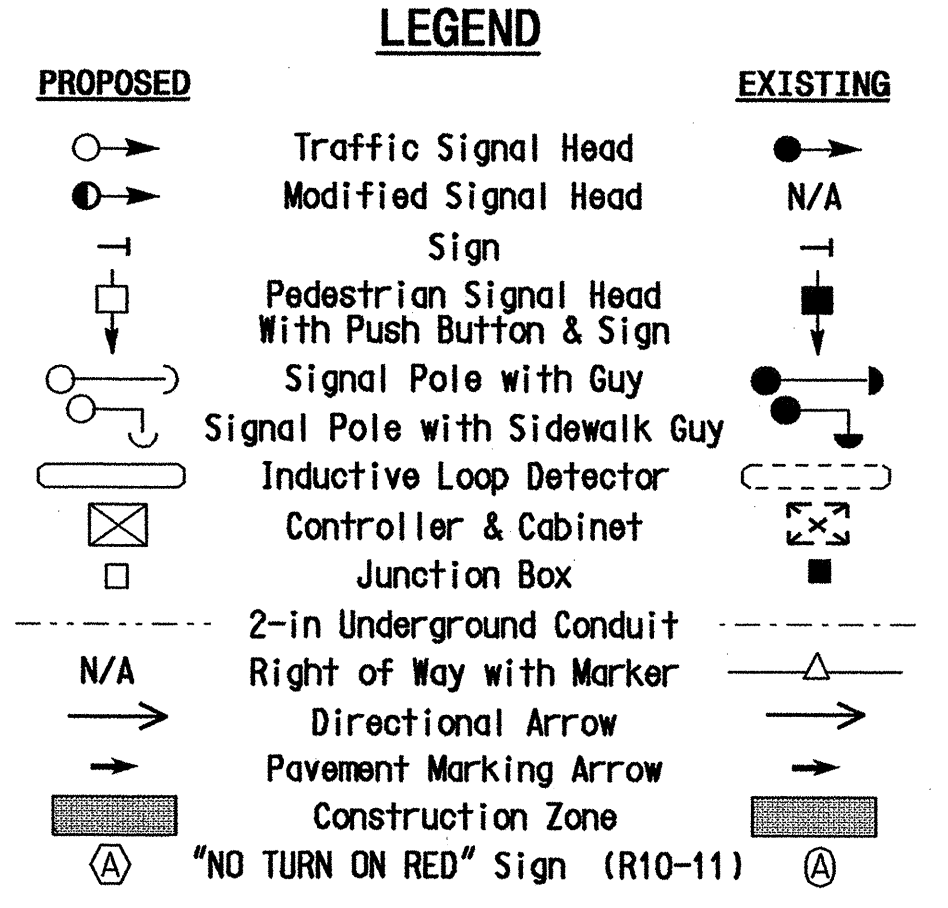 LEGEND
PROPOSED EXISTING
Traffic Signal Head
Modified Signal Head N/A
Sign
Pedestrian Signal Head
With Push Button & Sign
Signal Pole with Guy
Signal Pole with Sidewalk Guy
Inductive Loop Detector
Controller & Cabinet
Junction Box
2-in Underground Conduit
N/A Right of Way with Marker
Directional Arrow
Pavement Marking Arrow
Construction Zone
A "NO TURN ON RED" Sign (R10-11) A